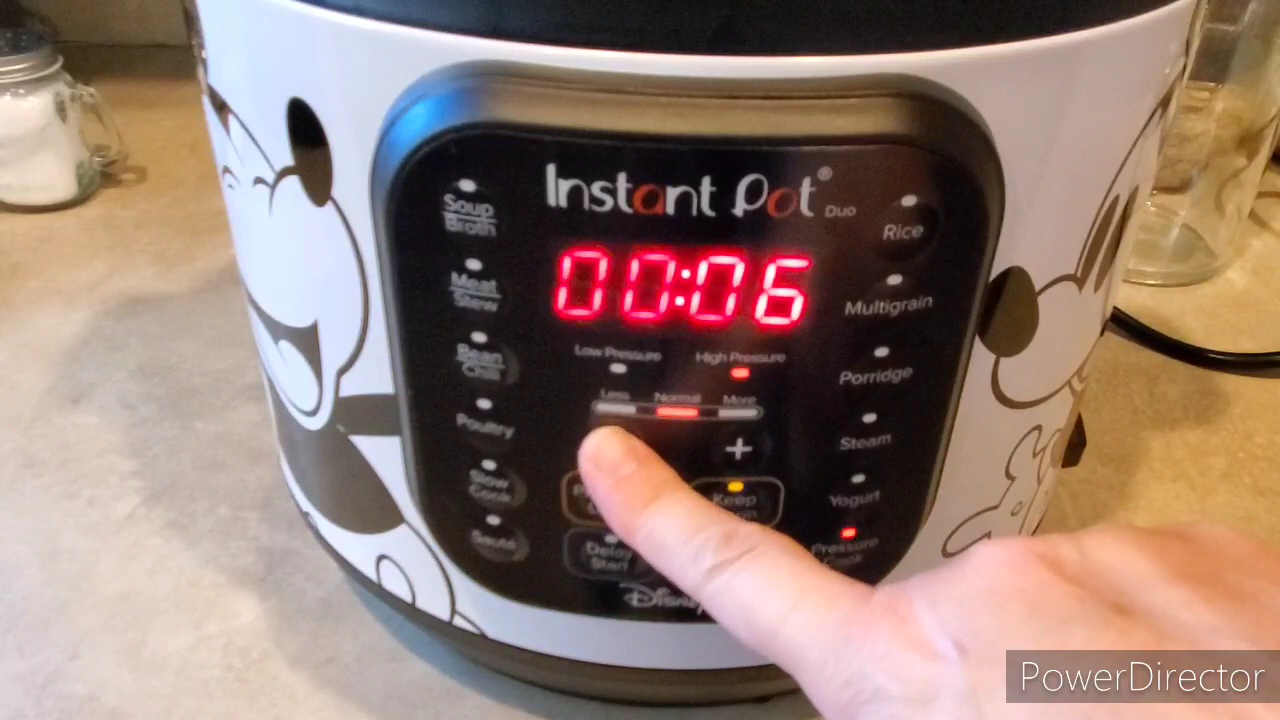 Instant Pot®
Duo
Soup
Broth
00:06
Rice
Meat
Stew
Multigrain
Low Pressure
High Pressure
Bean
Chili
Porridge
Less
Normal
More
Poultry
+
Steam
Slow
Cook
Keep
Yogurt
Sauté
Delay
Start
Pressure
Cook
Disney
PowerDirector